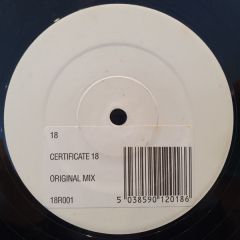 18
CERTIFICATE 18
ORIGINAL MIX
18R001
5 038590 120186